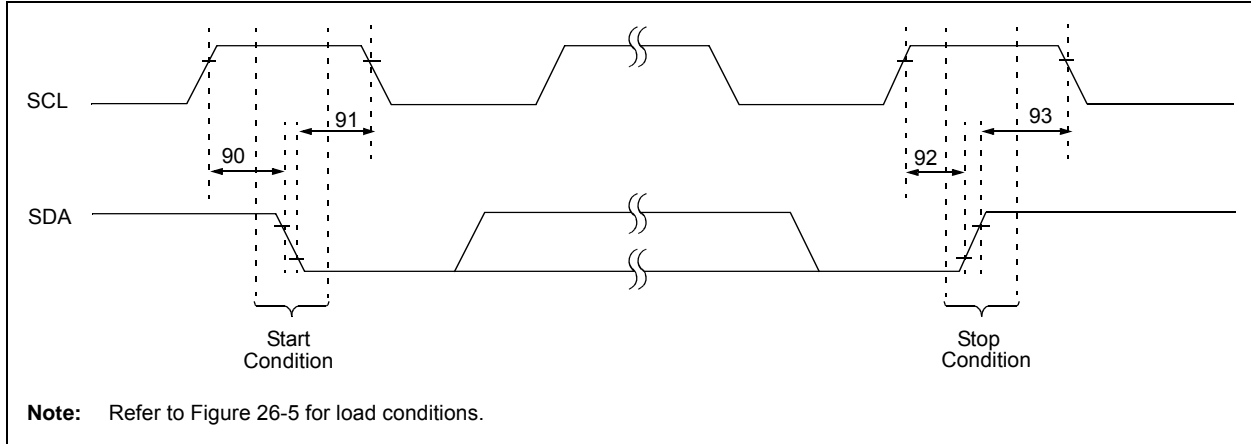 SCL
91
93
90
92
SDA
Start
Condition
Stop
Condition
Note: Refer to Figure 26-5 for load conditions.